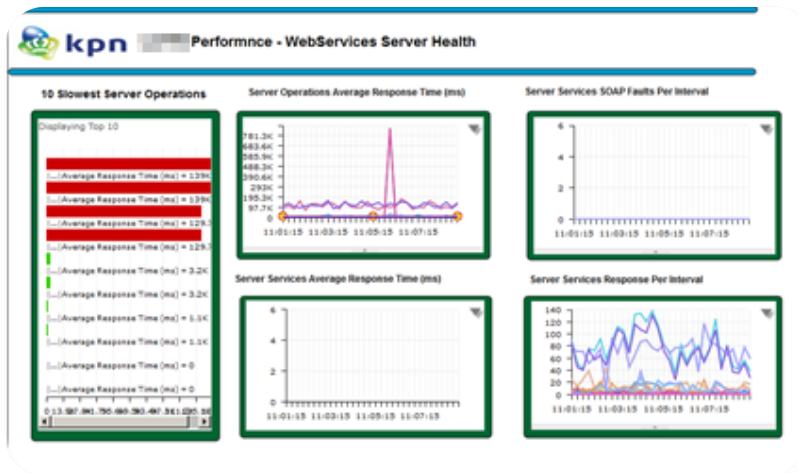 kpn
Performnce - WebServices Server Health
10 Slowest Server Operations
Displaying Top 10
[...]Average Response Time (ms) = 139K
[...]Average Response Time (ms) = 139K
[...]Average Response Time (ms) = 129.
[...]Average Response Time (ms) = 129.
[...]Average Response Time (ms) = 3.2K
[...]Average Response Time (ms) = 3.2K
[...]Average Response Time (ms) = 1.1K
[...]Average Response Time (ms) = 1.1K
[...]Average Response Time (ms) = 0
[...]Average Response Time (ms) = 0
Server Operations Average Response Time (ms)
781.3K
683.6K
585.9K
488.3K
390.6K
293K
195.3K
97.7K
0
11:01:15 11:03:15 11:05:15 11:07:15
Server Services SOAP Faults Per Interval
6
4
2
0
11:01:15 11:03:15 11:05:15 11:07:15
Server Services Average Response Time (ms)
6
4
2
0
11:01:15 11:03:15 11:05:15 11:07:15
Server Services Response Per Interval
140
120
100
80
60
40
20
0
11:01:15 11:03:15 11:05:15 11:07:15